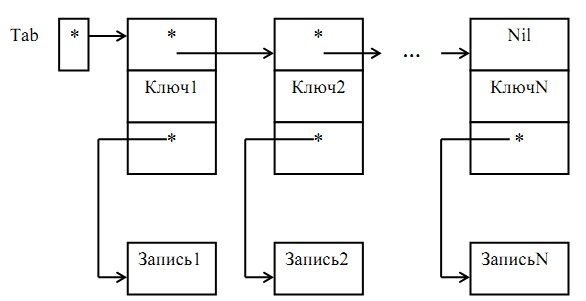 Tab * * * Nil
...
Ключ1 Ключ2 КлючN
* * *
Запись1 Запись2 ЗаписьN